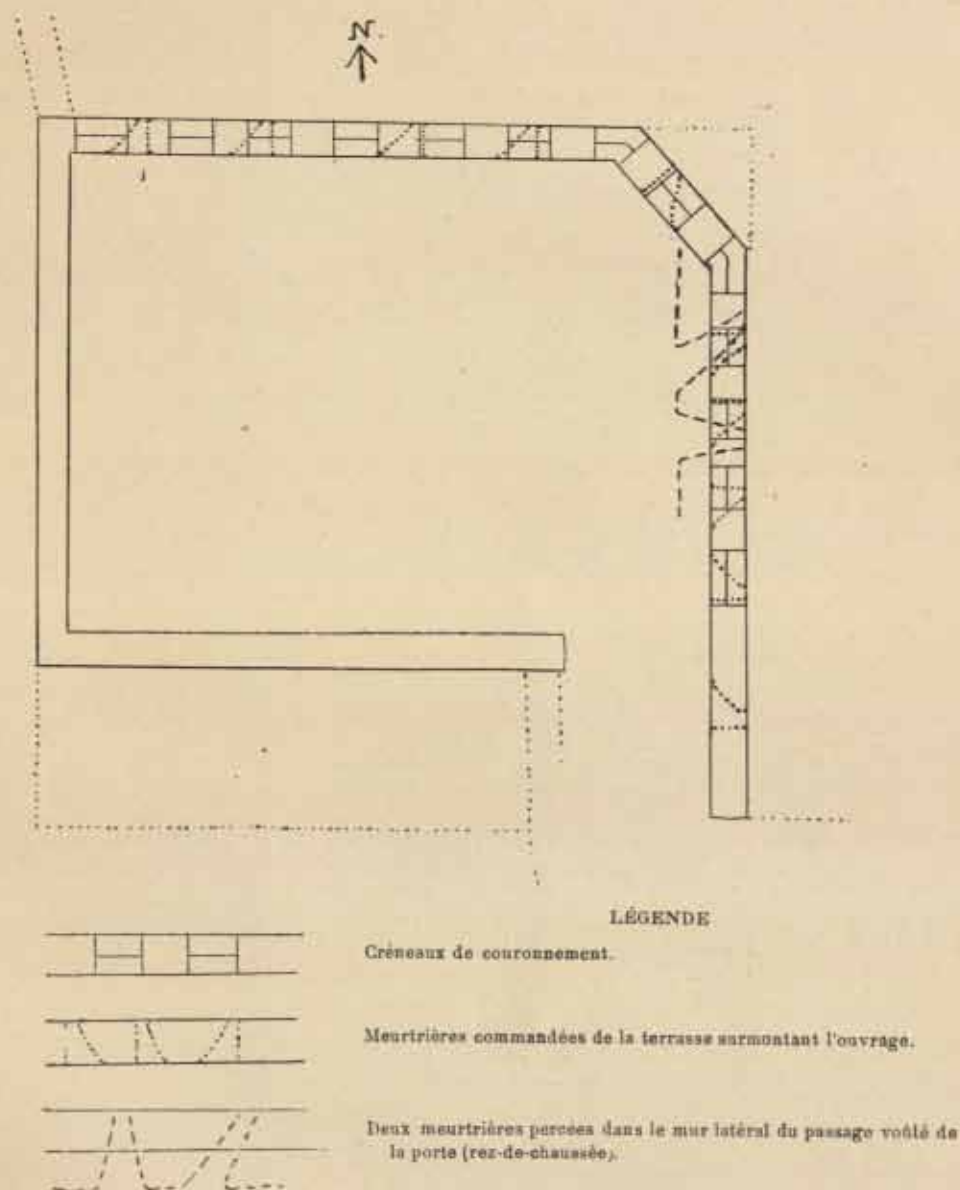 N.
LÉGENDE
Créneaux de couronnement.
Meurtrières commandées de la terrasse surmontant l'ouvrage.
Deux meurtrières percées dans le mur latéral du passage voûté de
la porte (rez-de-chaussée).